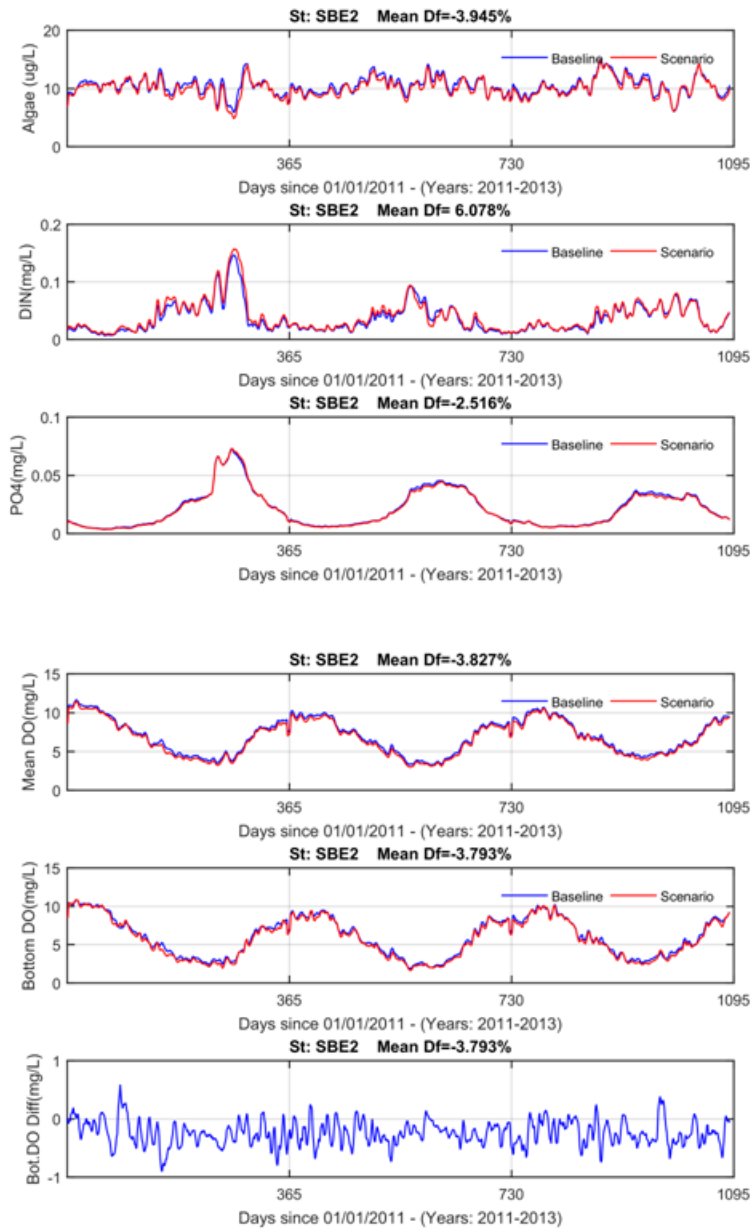 St: SBE2 Mean Df=-3.945%
20
10
0
Algae (ug/L)
Baseline
Scenario
365 730 1095
Days since 01/01/2011 - (Years: 2011-2013)
St: SBE2 Mean Df= 6.078%
0.2
0.1
0
DIN(mg/L)
Baseline
Scenario
365 730 1095
Days since 01/01/2011 - (Years: 2011-2013)
St: SBE2 Mean Df=-2.516%
0.1
0.05
0
PO4(mg/L)
Baseline
Scenario
365 730 1095
Days since 01/01/2011 - (Years: 2011-2013)
St: SBE2 Mean Df=-3.827%
15
10
5
0
Mean DO(mg/L)
Baseline
Scenario
365 730 1095
Days since 01/01/2011 - (Years: 2011-2013)
St: SBE2 Mean Df=-3.793%
15
10
5
0
Bottom DO(mg/L)
Baseline
Scenario
365 730 1095
Days since 01/01/2011 - (Years: 2011-2013)
St: SBE2 Mean Df=-3.793%
1
0
-1
Bot.DO Diff(mg/L)
365 730 1095
Days since 01/01/2011 - (Years: 2011-2013)